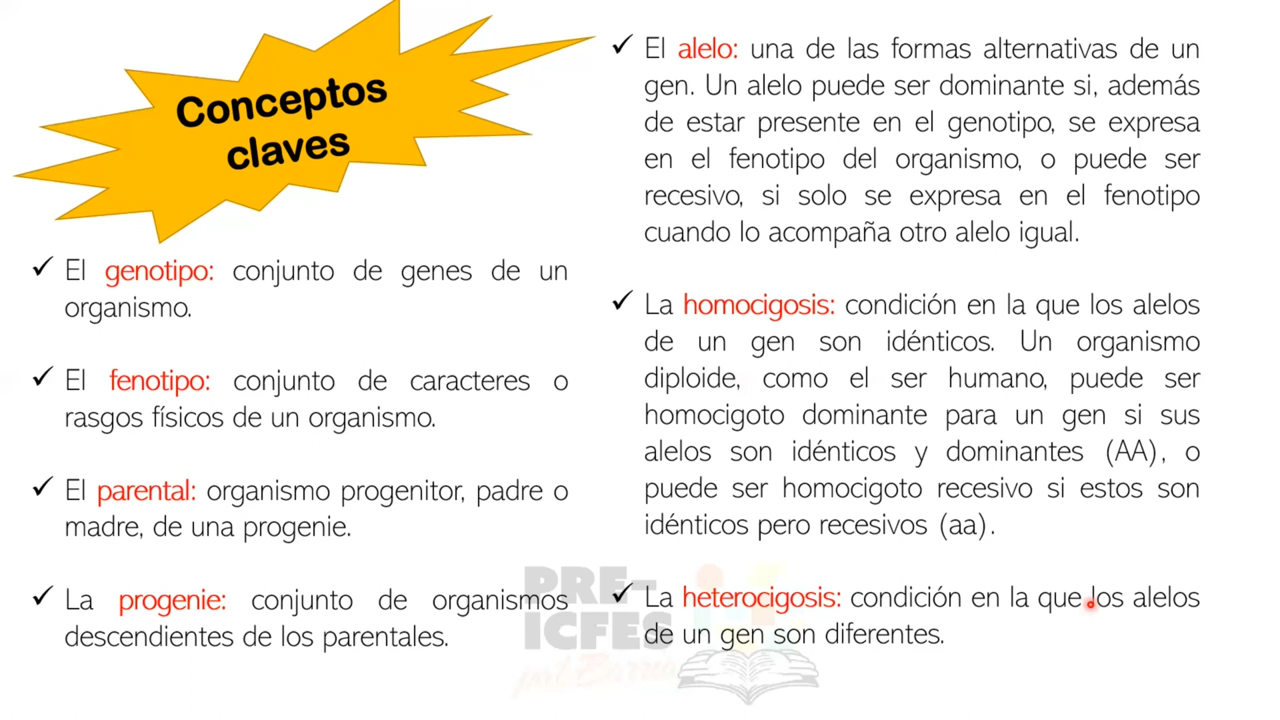 Conceptos
claves
✓ El genotipo: conjunto de genes de un
organismo.
✓ El fenotipo: conjunto de caracteres o
rasgos físicos de un organismo.
✓ El parental: organismo progenitor, padre o
madre, de una progenie.
✓ La progenie: conjunto de organismos
descendientes de los parentales.
✓ El alelo: una de las formas alternativas de un
gen. Un alelo puede ser dominante si, además
de estar presente en el genotipo, se expresa
en el fenotipo del organismo, o puede ser
recesivo, si solo se expresa en el fenotipo
cuando lo acompaña otro alelo igual.
✓ La homocigosis: condición en la que los alelos
de un gen son idénticos. Un organismo
diploide, como el ser humano, puede ser
homocigoto dominante para un gen si sus
alelos son idénticos y dominantes (AA), o
puede ser homocigoto recesivo si estos son
idénticos pero recesivos (aa).
✓ La heterocigosis: condición en la que los alelos
de un gen son diferentes.
PRE-
ICFES